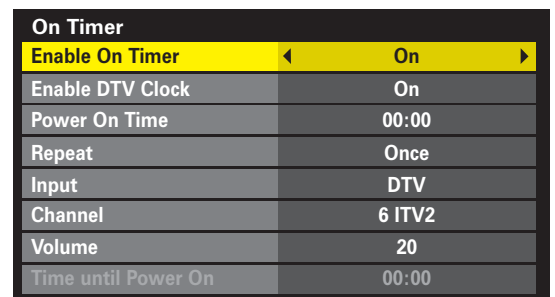 On Timer
Enable On Timer On
Enable DTV Clock On
Power On Time 00:00
Repeat Once
Input DTV
Channel 6 ITV2
Volume 20
Time until Power On 00:00